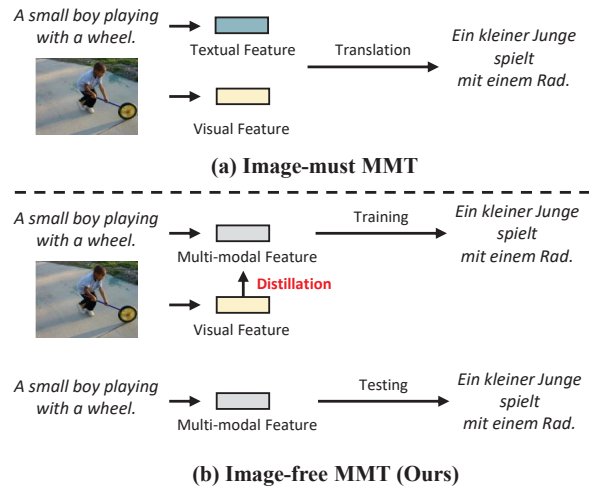 A small boy playing
with a wheel.
Textual Feature
Translation
Ein kleiner Junge
spielt
mit einem Rad.
Visual Feature
(a) Image-must MMT
A small boy playing
with a wheel.
Multi-modal Feature
Training
Ein kleiner Junge
spielt
mit einem Rad.
Distillation
Visual Feature
A small boy playing
with a wheel.
Multi-modal Feature
Testing
Ein kleiner Junge
spielt
mit einem Rad.
(b) Image-free MMT (Ours)